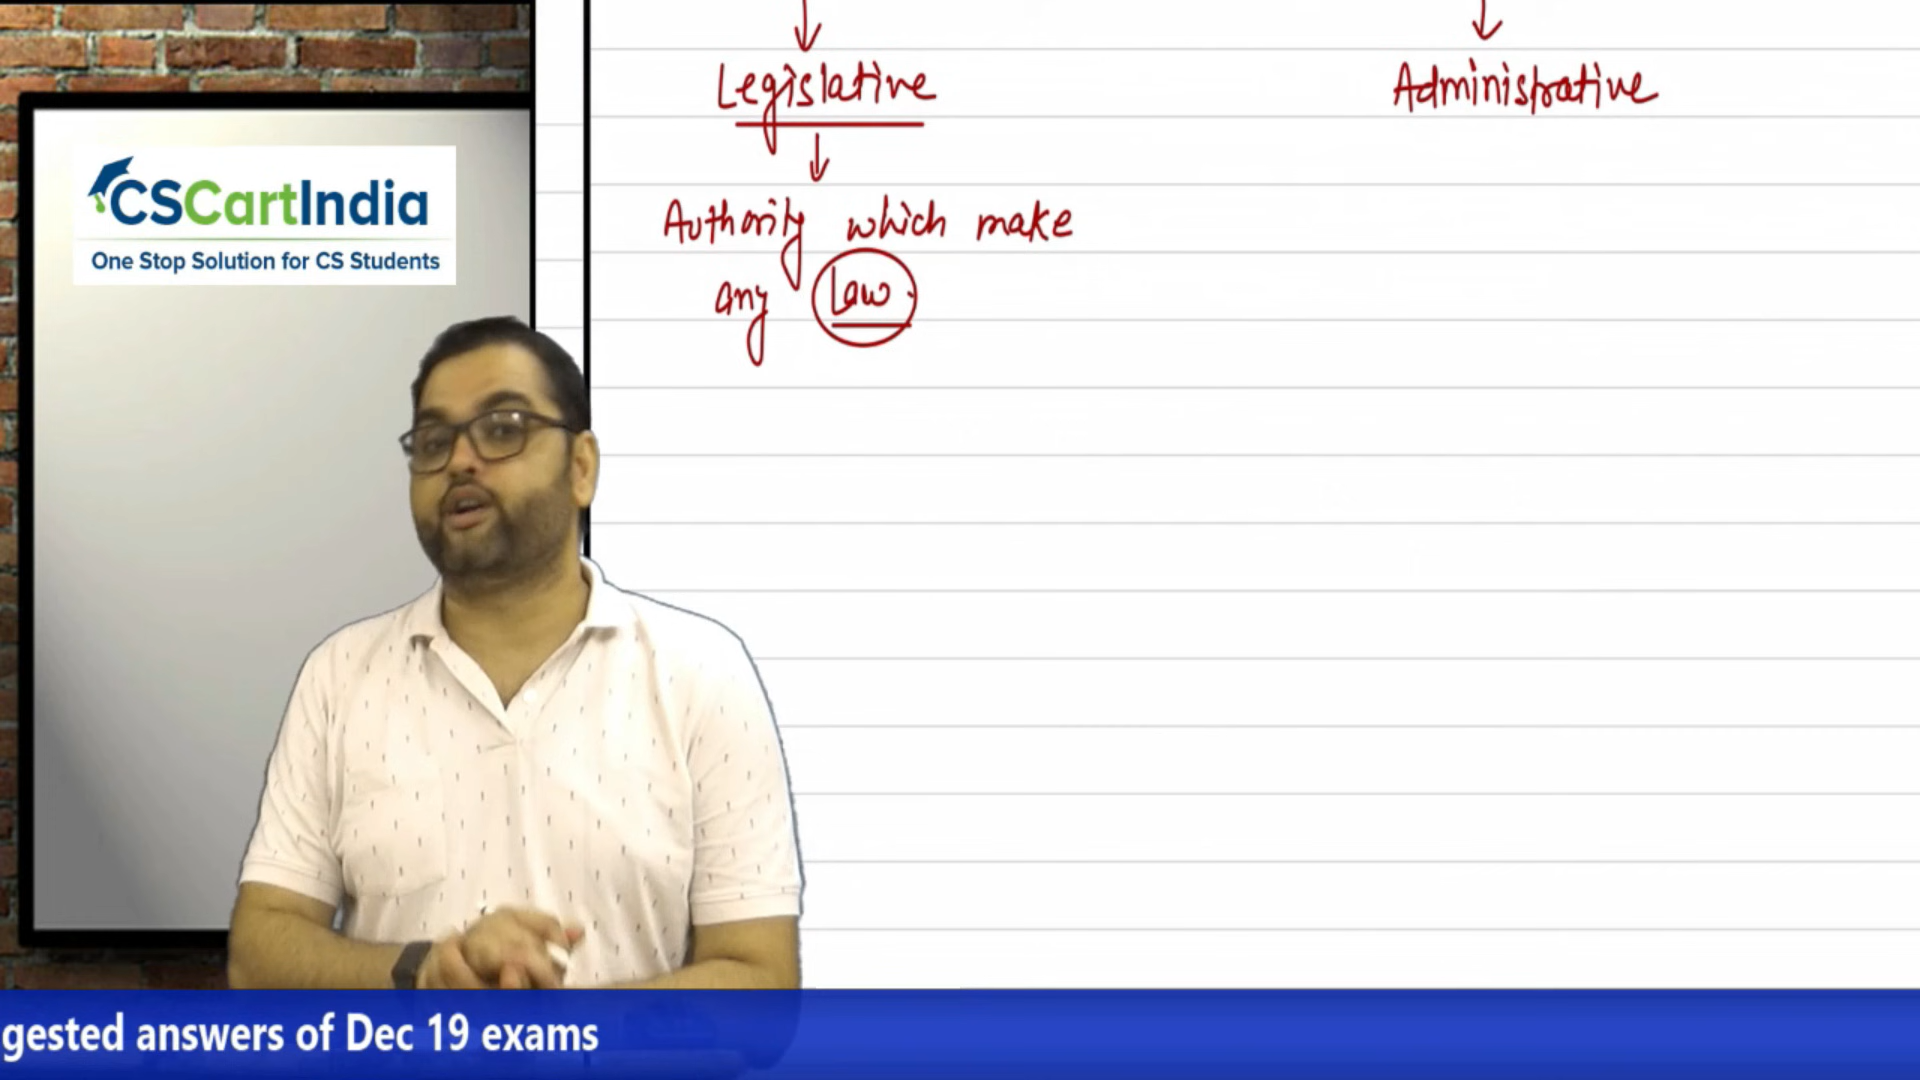 CSCartIndia
One Stop Solution for CS Students
Legislative
Administrative
Authority which make
any Law
gested answers of Dec 19 exams